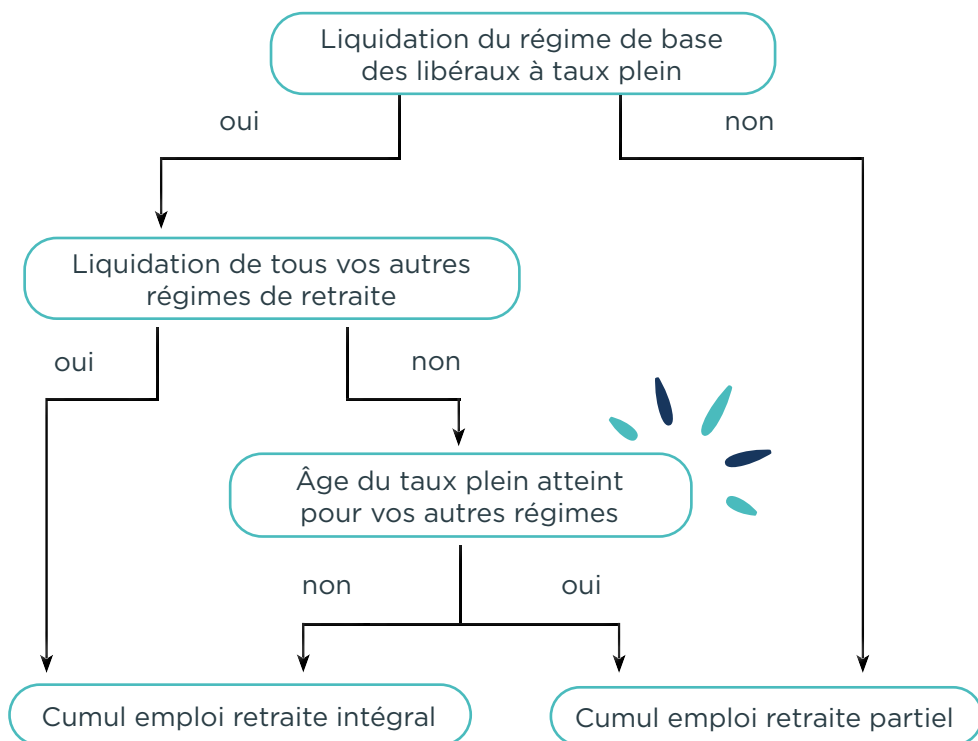 Liquidation du régime de base
des libéraux à taux plein
oui
non
Liquidation de tous vos autres
régimes de retraite
oui
non
Âge du taux plein atteint
pour vos autres régimes
non
oui
Cumul emploi retraite intégral
Cumul emploi retraite partiel